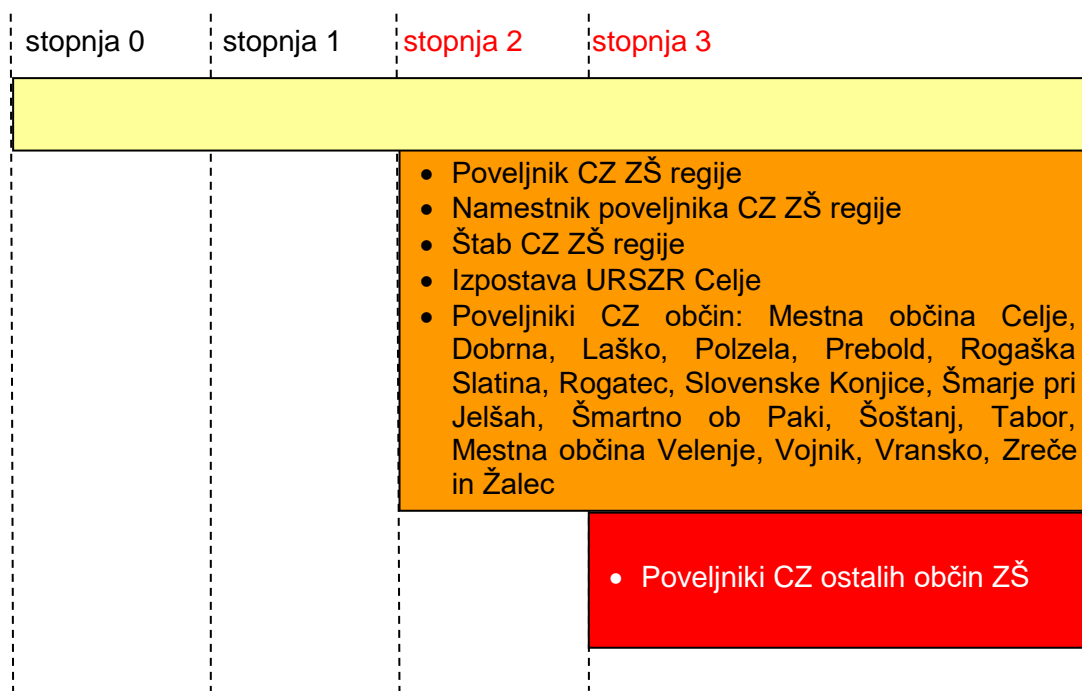 stopnja 0 stopnja 1 stopnja 2 stopnja 3
• Poveljnik CZ ZŠ regije
• Namestnik poveljnika CZ ZŠ regije
• Štab CZ ZŠ regije
• Izpostava URSZR Celje
• Poveljniki CZ občin: Mestna občina Celje,
Dobrna, Laško, Polzela, Prebold, Rogaška
Slatina, Rogatec, Slovenske Konjice, Šmarje pri
Jelšah, Šmartno ob Paki, Šoštanj, Tabor,
Mestna občina Velenje, Vojnik, Vransko, Zreče
in Žalec
• Poveljniki CZ ostalih občin ZŠ